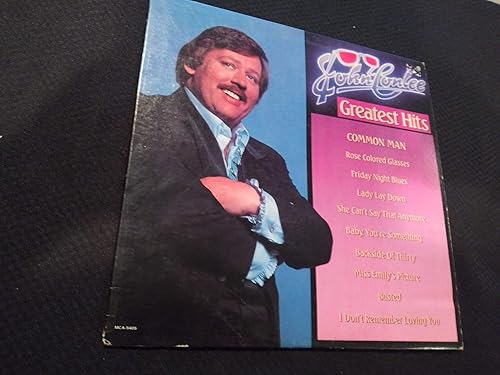 John Conlee
Greatest Hits
COMMON MAN
Rose Colored Glasses
Friday Night Blues
Lady Lay Down
She Can't Say That Anymore
Baby You're Something
Backside Of Thirty
Miss Emily's Picture
Busted
I Don't Remember Loving You
MCA-5405